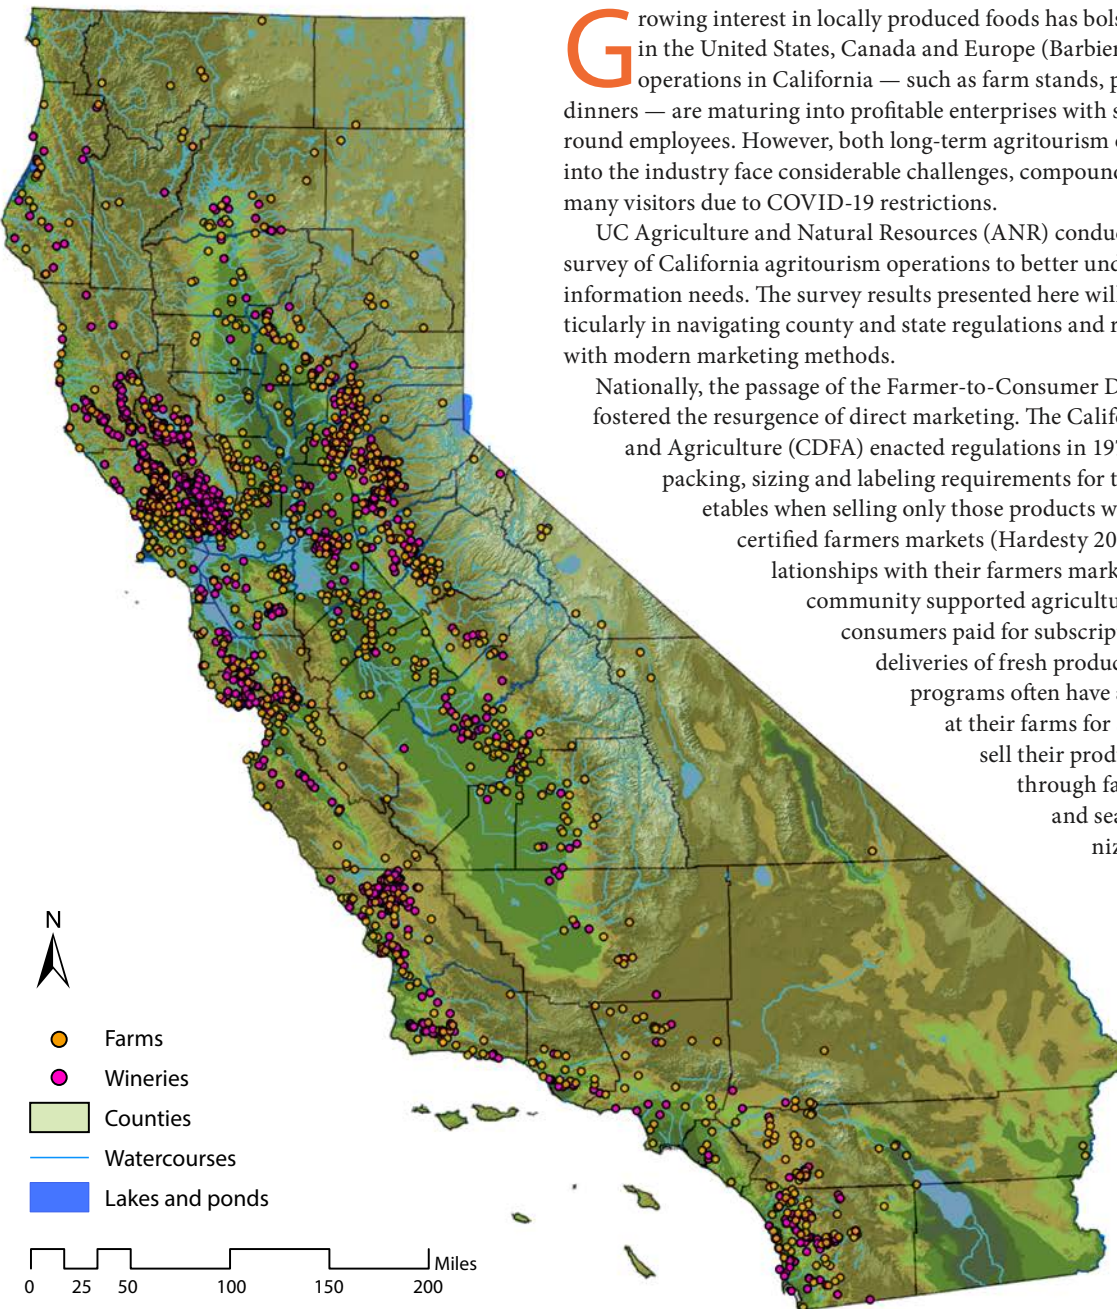 Growing interest in locally produced foods has bols
in the United States, Canada and Europe (Barbier
operations in California — such as farm stands, p
dinners — are maturing into profitable enterprises with s
round employees. However, both long-term agritourism
into the industry face considerable challenges, compound
many visitors due to COVID-19 restrictions.
UC Agriculture and Natural Resources (ANR) conduc
survey of California agritourism operations to better und
information needs. The survey results presented here will
ticularly in navigating county and state regulations and r
with modern marketing methods.
Nationally, the passage of the Farmer-to-Consumer D
fostered the resurgence of direct marketing. The Califo
and Agriculture (CDFA) enacted regulations in 197
packing, sizing and labeling requirements for t
etables when selling only those products w
certified farmers markets (Hardesty 20
lationships with their farmers mark
community supported agricultu
consumers paid for subscrip
deliveries of fresh produc
programs often have
at their farms for
sell their prod
through fa
and sea
niz
N
Farms
Wineries
Counties
Watercourses
Lakes and ponds
Miles
0 25 50 100 150 200